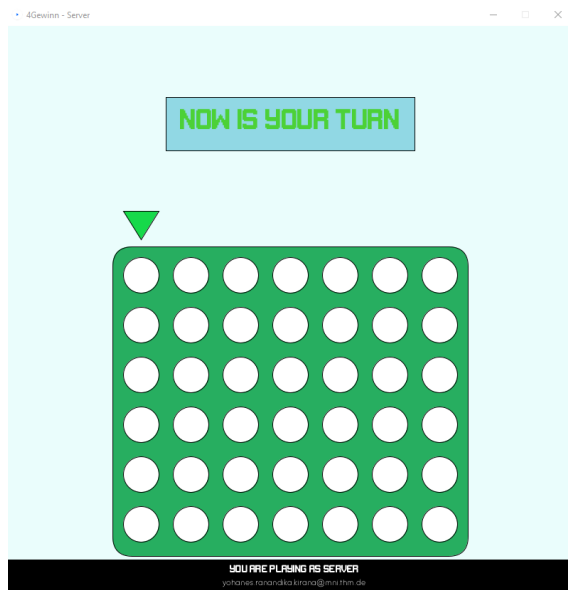 4Gewinn - Server
NOW IS YOUR TURN
YOU ARE PLAYING AS SERVER
yohanes.ranandika.kirana@mni.thm.de